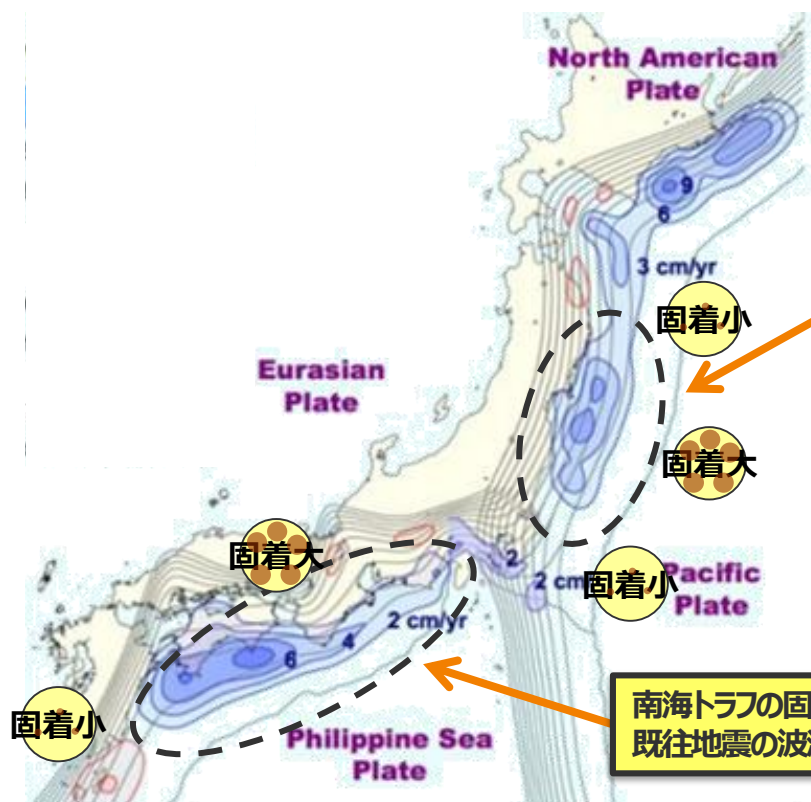 North American
Plate
9
6
3 cm/yr
固着小
Eurasian
Plate
固着大
固着大
2
2 cm
固着小
Pacific
Plate
2 cm/yr
4
6
固着小
南海トラフの固
既往地震の波
Philippine Sea
Plate